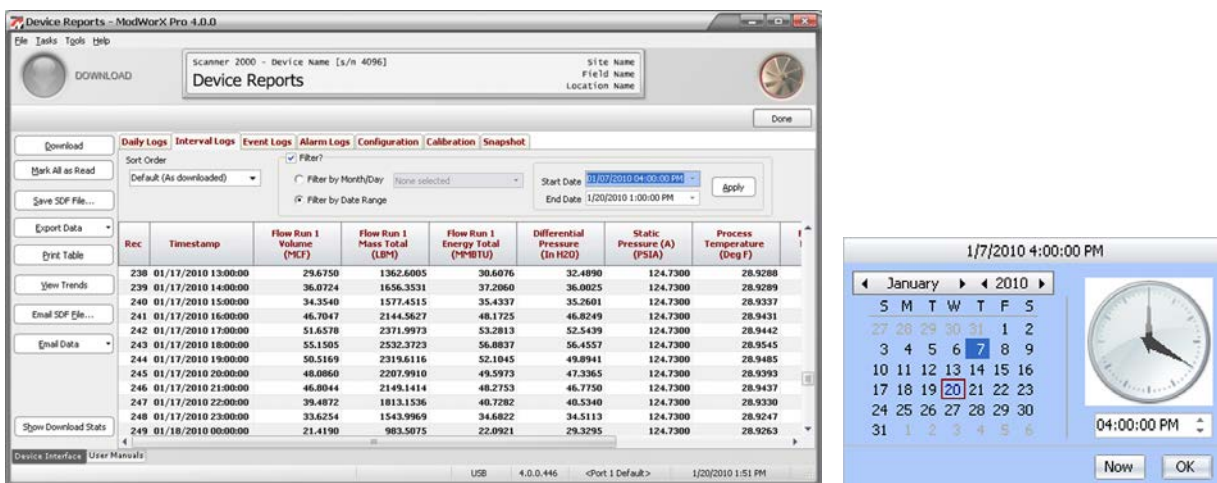 Device Reports - ModWorX Pro 4.0.0
File Tasks Tools Help
DOWNLOAD
Scanner 2000 - Device Name [s/n 4096]
Device Reports
Site Name
Field Name
Location Name
Done
Download
Mark All as Read
Save SDF File...
Export Data
Print Table
View Trends
Email SDF File...
Email Data
Show Download Stats
Daily Logs Interval Logs Event Logs Alarm Logs Configuration Calibration Snapshot
Sort Order
Default (As downloaded)
Filter?
Filter by Month/Day None selected
Filter by Date Range
Start Date 01/07/2010 04:00:00 PM
End Date 1/20/2010 1:00:00 PM
Apply
Rec Timestamp Flow Run 1 Volume (MCF) Flow Run 1 Mass Total (LBM) Flow Run 1 Energy Total (MMBTU) Differential Pressure (In H2O) Static Pressure (A) (PSIA) Process Temperature (Deg F)
238 01/17/2010 13:00:00 29.6750 1362.6005 30.6076 32.4890 124.7300 28.9288
239 01/17/2010 14:00:00 36.0724 1656.3531 37.2060 36.0025 124.7300 28.9289
240 01/17/2010 15:00:00 34.3540 1577.4515 35.4337 35.2601 124.7300 28.9337
241 01/17/2010 16:00:00 46.7047 2144.5627 48.1725 46.8249 124.7300 28.9431
242 01/17/2010 17:00:00 51.6578 2371.9973 53.2813 52.5439 124.7300 28.9442
243 01/17/2010 18:00:00 55.1505 2532.3723 56.8837 56.4557 124.7300 28.9545
244 01/17/2010 19:00:00 50.5169 2319.6116 52.1045 49.8941 124.7300 28.9485
245 01/17/2010 20:00:00 48.0860 2207.9910 49.5973 47.3365 124.7300 28.9393
246 01/17/2010 21:00:00 46.8044 2149.1414 48.2753 46.7750 124.7300 28.9437
247 01/17/2010 22:00:00 39.4872 1813.1536 40.7282 40.5340 124.7300 28.9330
248 01/17/2010 23:00:00 33.6254 1543.9969 34.6822 34.5113 124.7300 28.9247
249 01/18/2010 00:00:00 21.4190 983.5075 22.0921 29.3295 124.7300 28.9263
Device Interface User Manuals
USB 4.0.0.446 <Port 1 Default> 1/20/2010 1:51 PM
1/7/2010 4:00:00 PM
January 2010
S M T W T F S
27 28 29 30 31 1 2
3 4 5 6 7 8 9
10 11 12 13 14 15 16
17 18 19 20 21 22 23
24 25 26 27 28 29 30
31 1 2 3 4 5 6
04:00:00 PM
Now OK